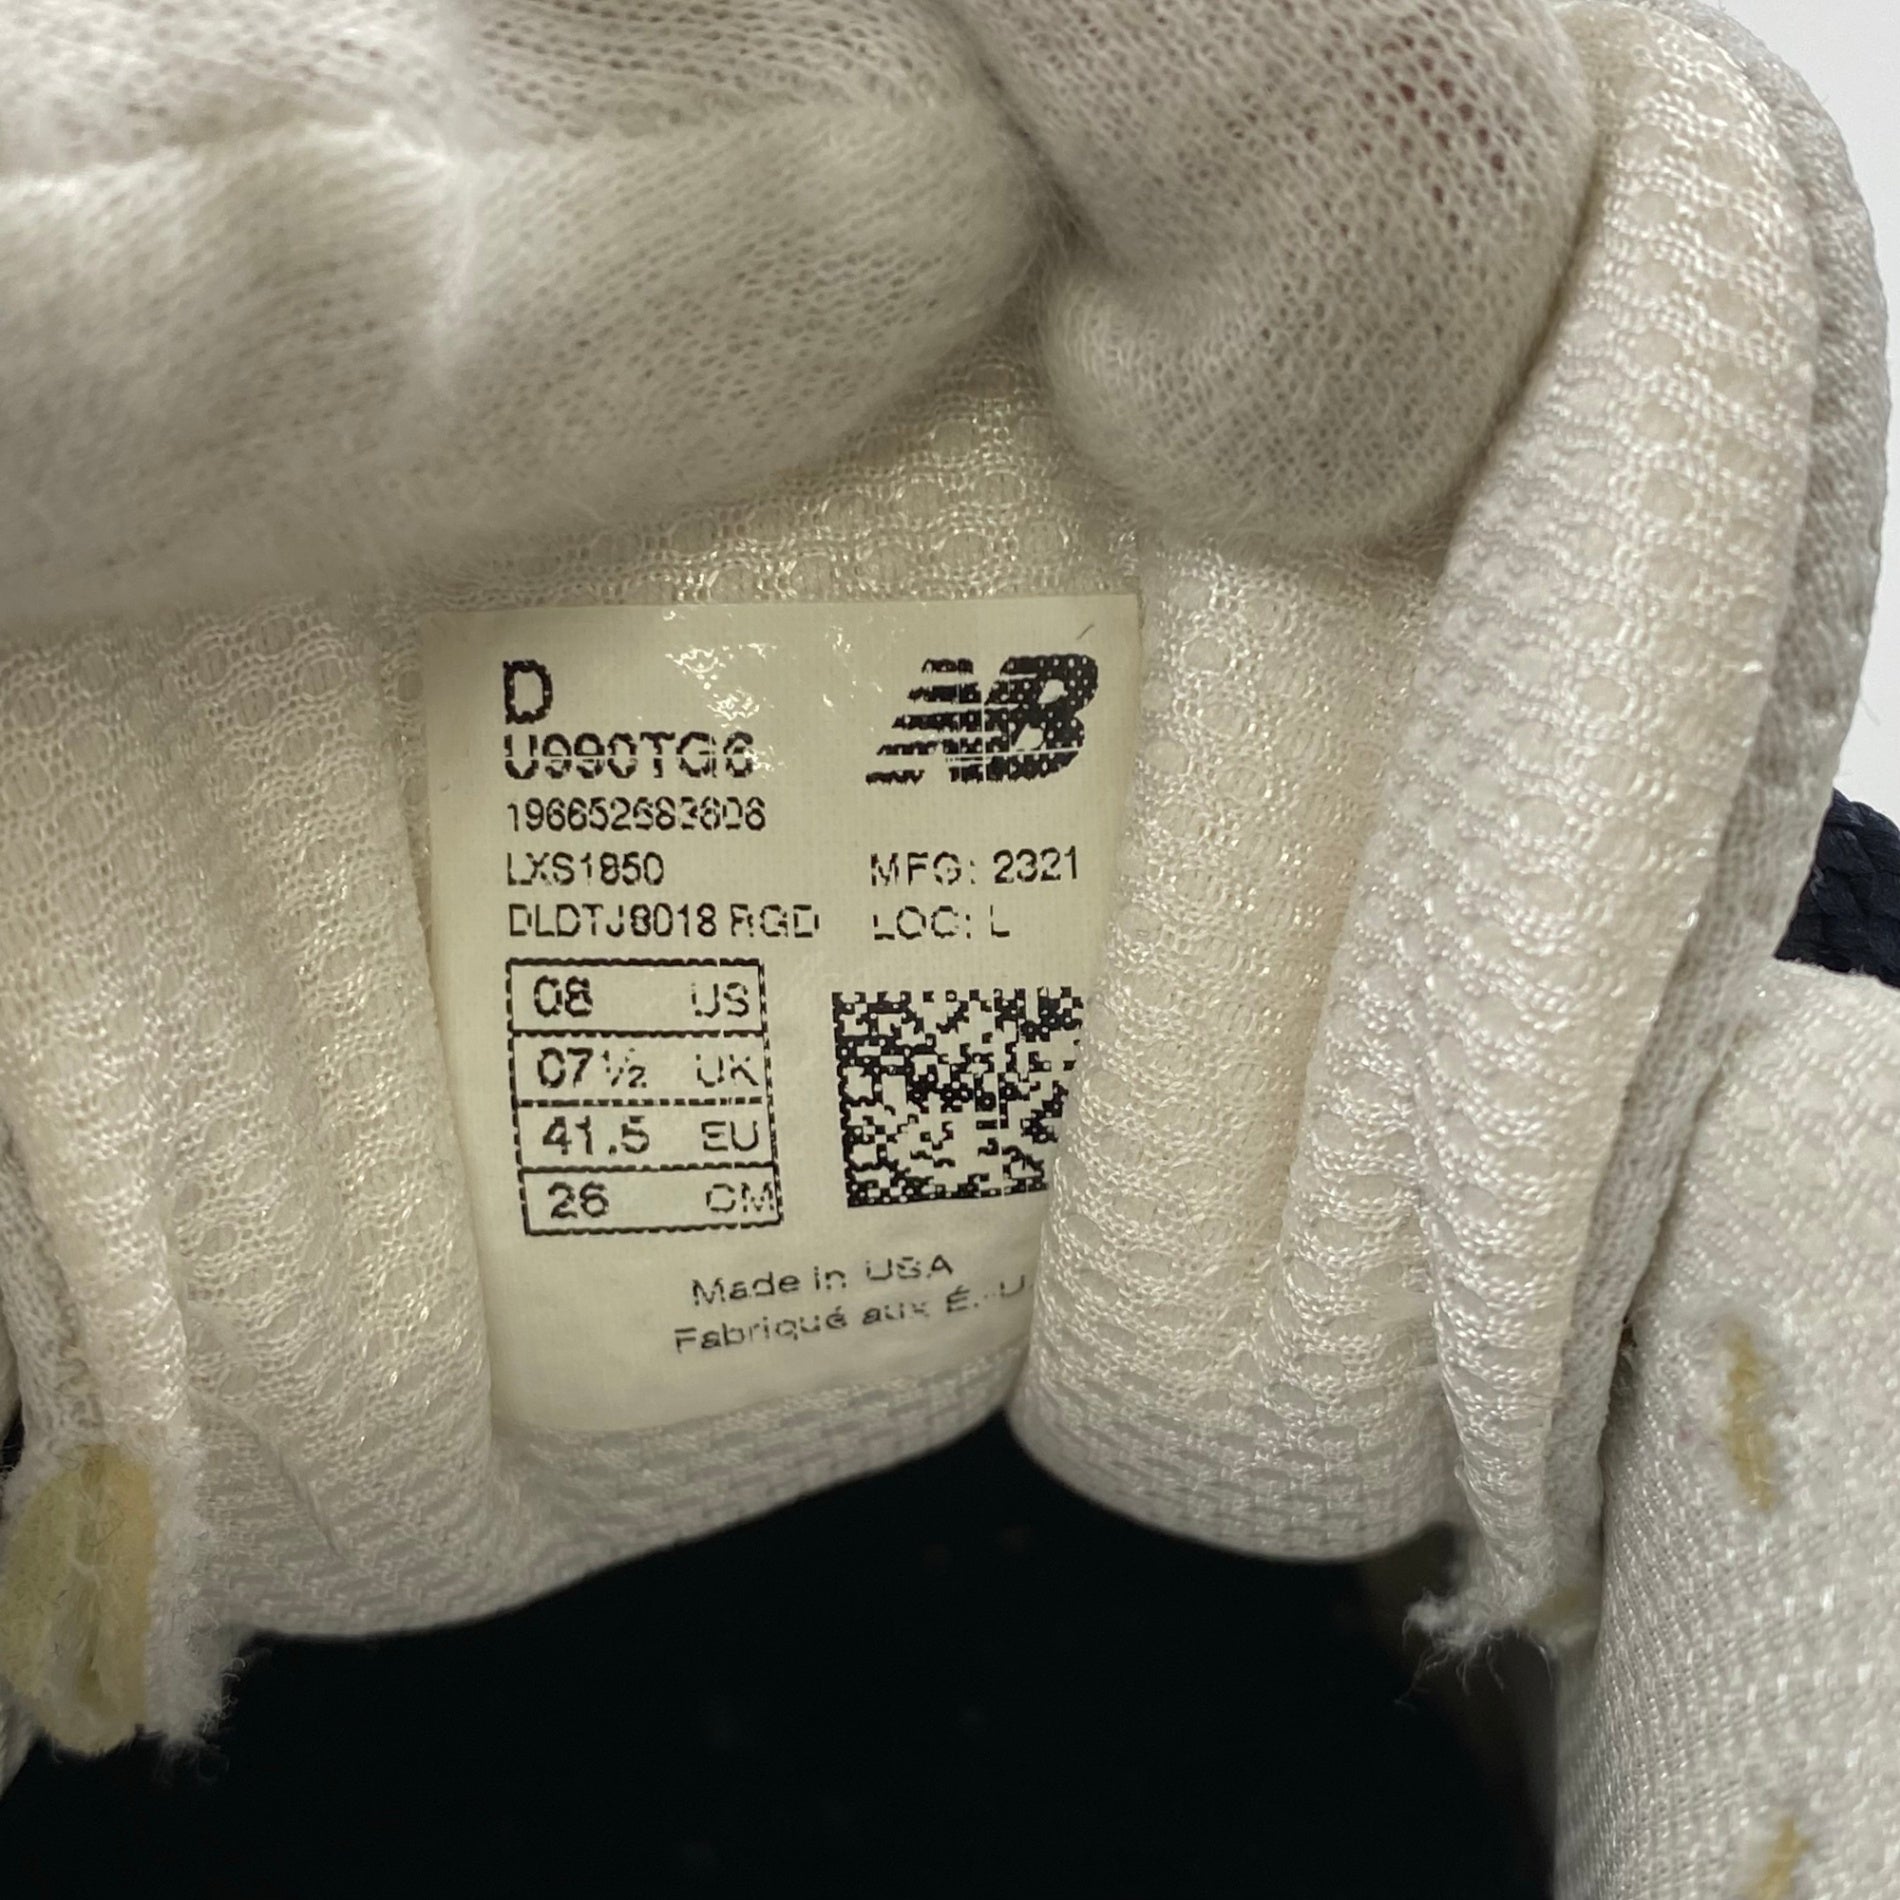 D
NB
U990TG6
196652683608
LXS1850 MFG: 2321
DLDTJ8018 RGD LOC: L
08 US
07½ UK
41.5 EU
26 CM
Made in USA
Fabriqué aux